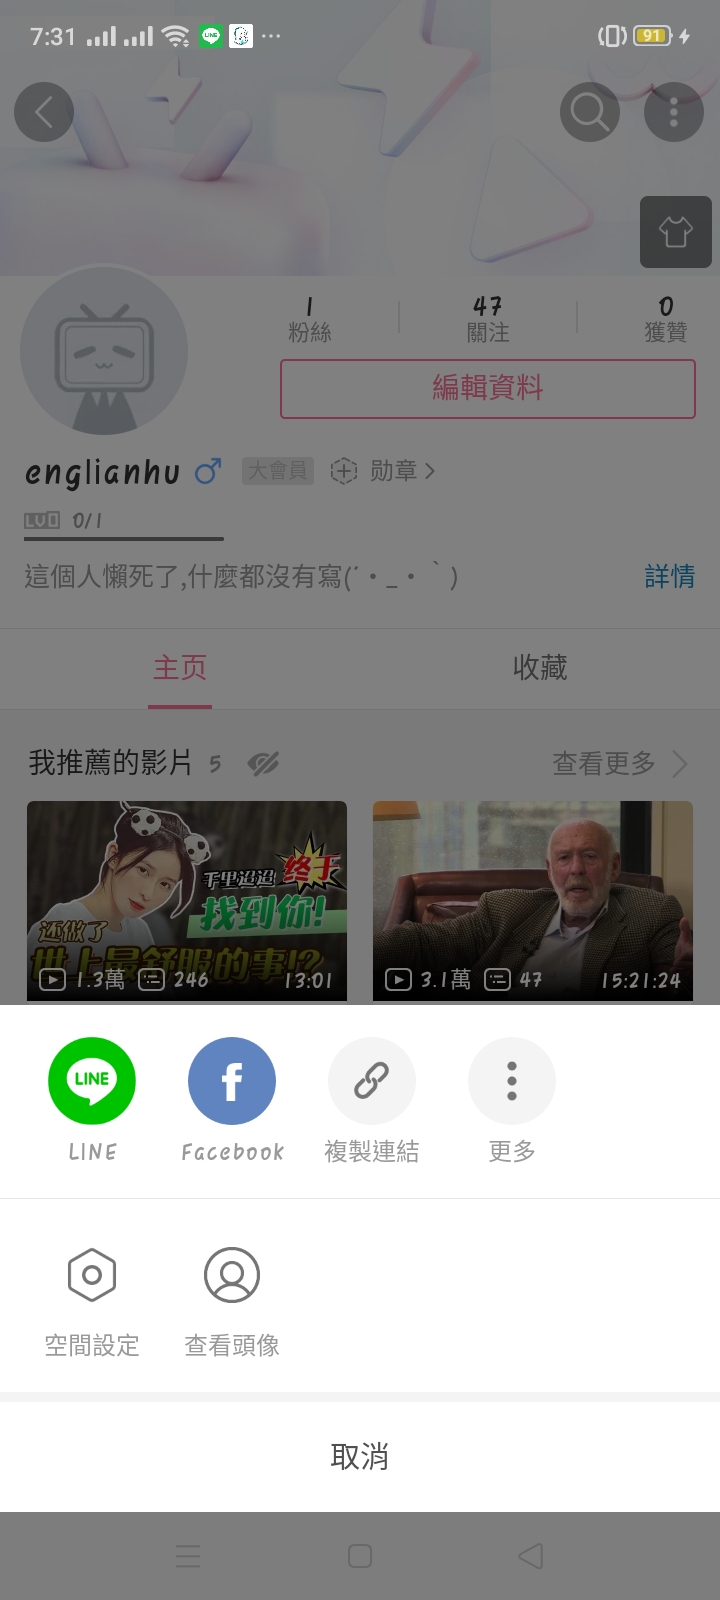 7:31 LINE ... 91
1 47 0
粉絲 關注 獲贊
編輯資料
englianhu 大會員 勋章
LV0 0/1
這個人懶死了,什麼都沒有寫(´・_・｀)
詳情
主页 收藏
我推薦的影片 5 查看更多
千里迢迢 终于
找到你!
还做了
世上最舒服的事!?
1.3萬 246 13:01
3.1萬 47 15:21:24
LINE f
LINE Facebook 複製連結 更多
空間設定 查看頭像
取消